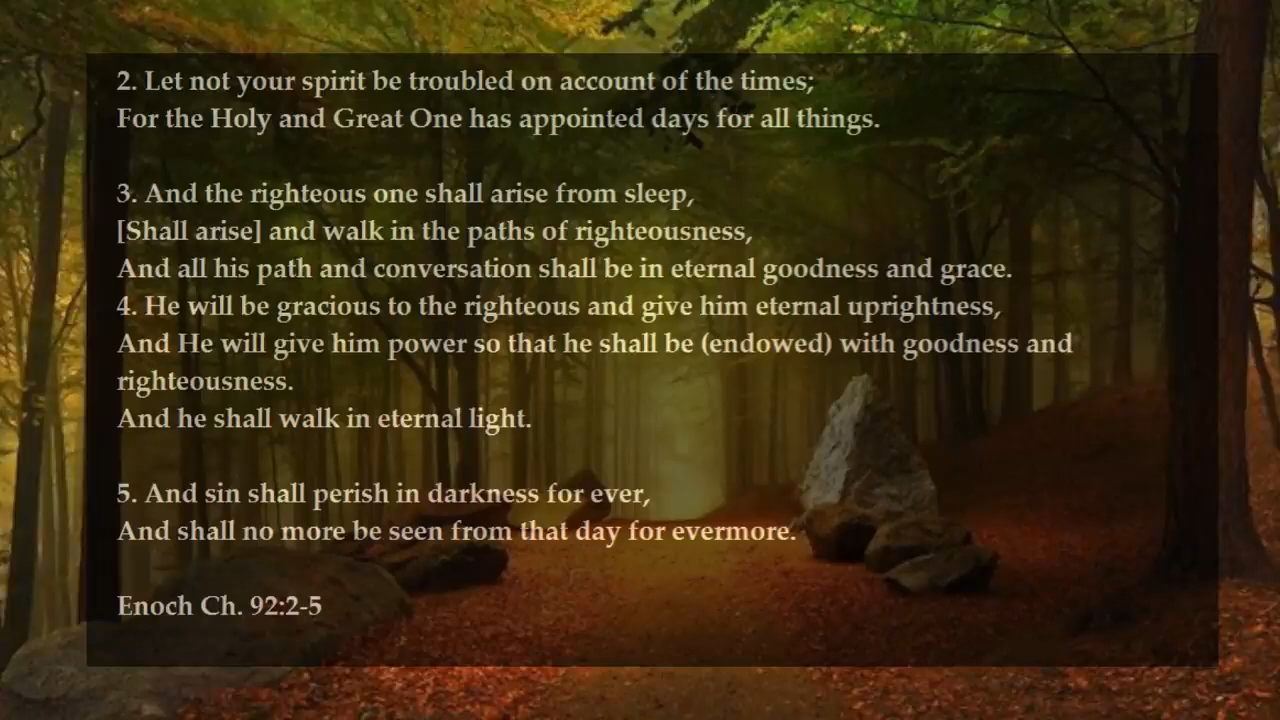 2. Let not your spirit be troubled on account of the times;
For the Holy and Great One has appointed days for all things.
3. And the righteous one shall arise from sleep,
[Shall arise] and walk in the paths of righteousness,
And all his path and conversation shall be in eternal goodness and grace.
4. He will be gracious to the righteous and give him eternal uprightness,
And He will give him power so that he shall be (endowed) with goodness and
righteousness.
And he shall walk in eternal light.
5. And sin shall perish in darkness for ever,
And shall no more be seen from that day for evermore.
Enoch Ch. 92:2-5